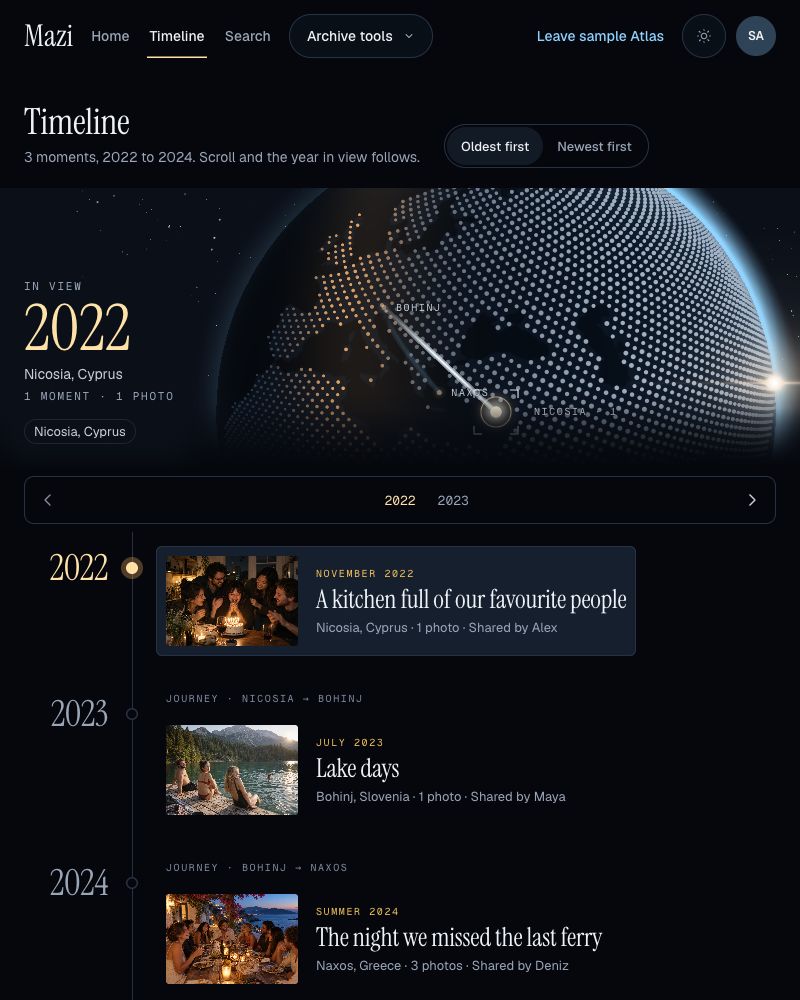 Mazi Home Timeline Search Archive tools Leave sample Atlas SA
Timeline
3 moments, 2022 to 2024. Scroll and the year in view follows.
Oldest first Newest first
IN VIEW
2022
Nicosia, Cyprus
1 MOMENT · 1 PHOTO
Nicosia, Cyprus
BOHINJ
NAXOS
NICOSIA · 1
2022 2023
2022
NOVEMBER 2022
A kitchen full of our favourite people
Nicosia, Cyprus · 1 photo · Shared by Alex
2023
JOURNEY · NICOSIA → BOHINJ
JULY 2023
Lake days
Bohinj, Slovenia · 1 photo · Shared by Maya
2024
JOURNEY · BOHINJ → NAXOS
SUMMER 2024
The night we missed the last ferry
Naxos, Greece · 3 photos · Shared by Deniz